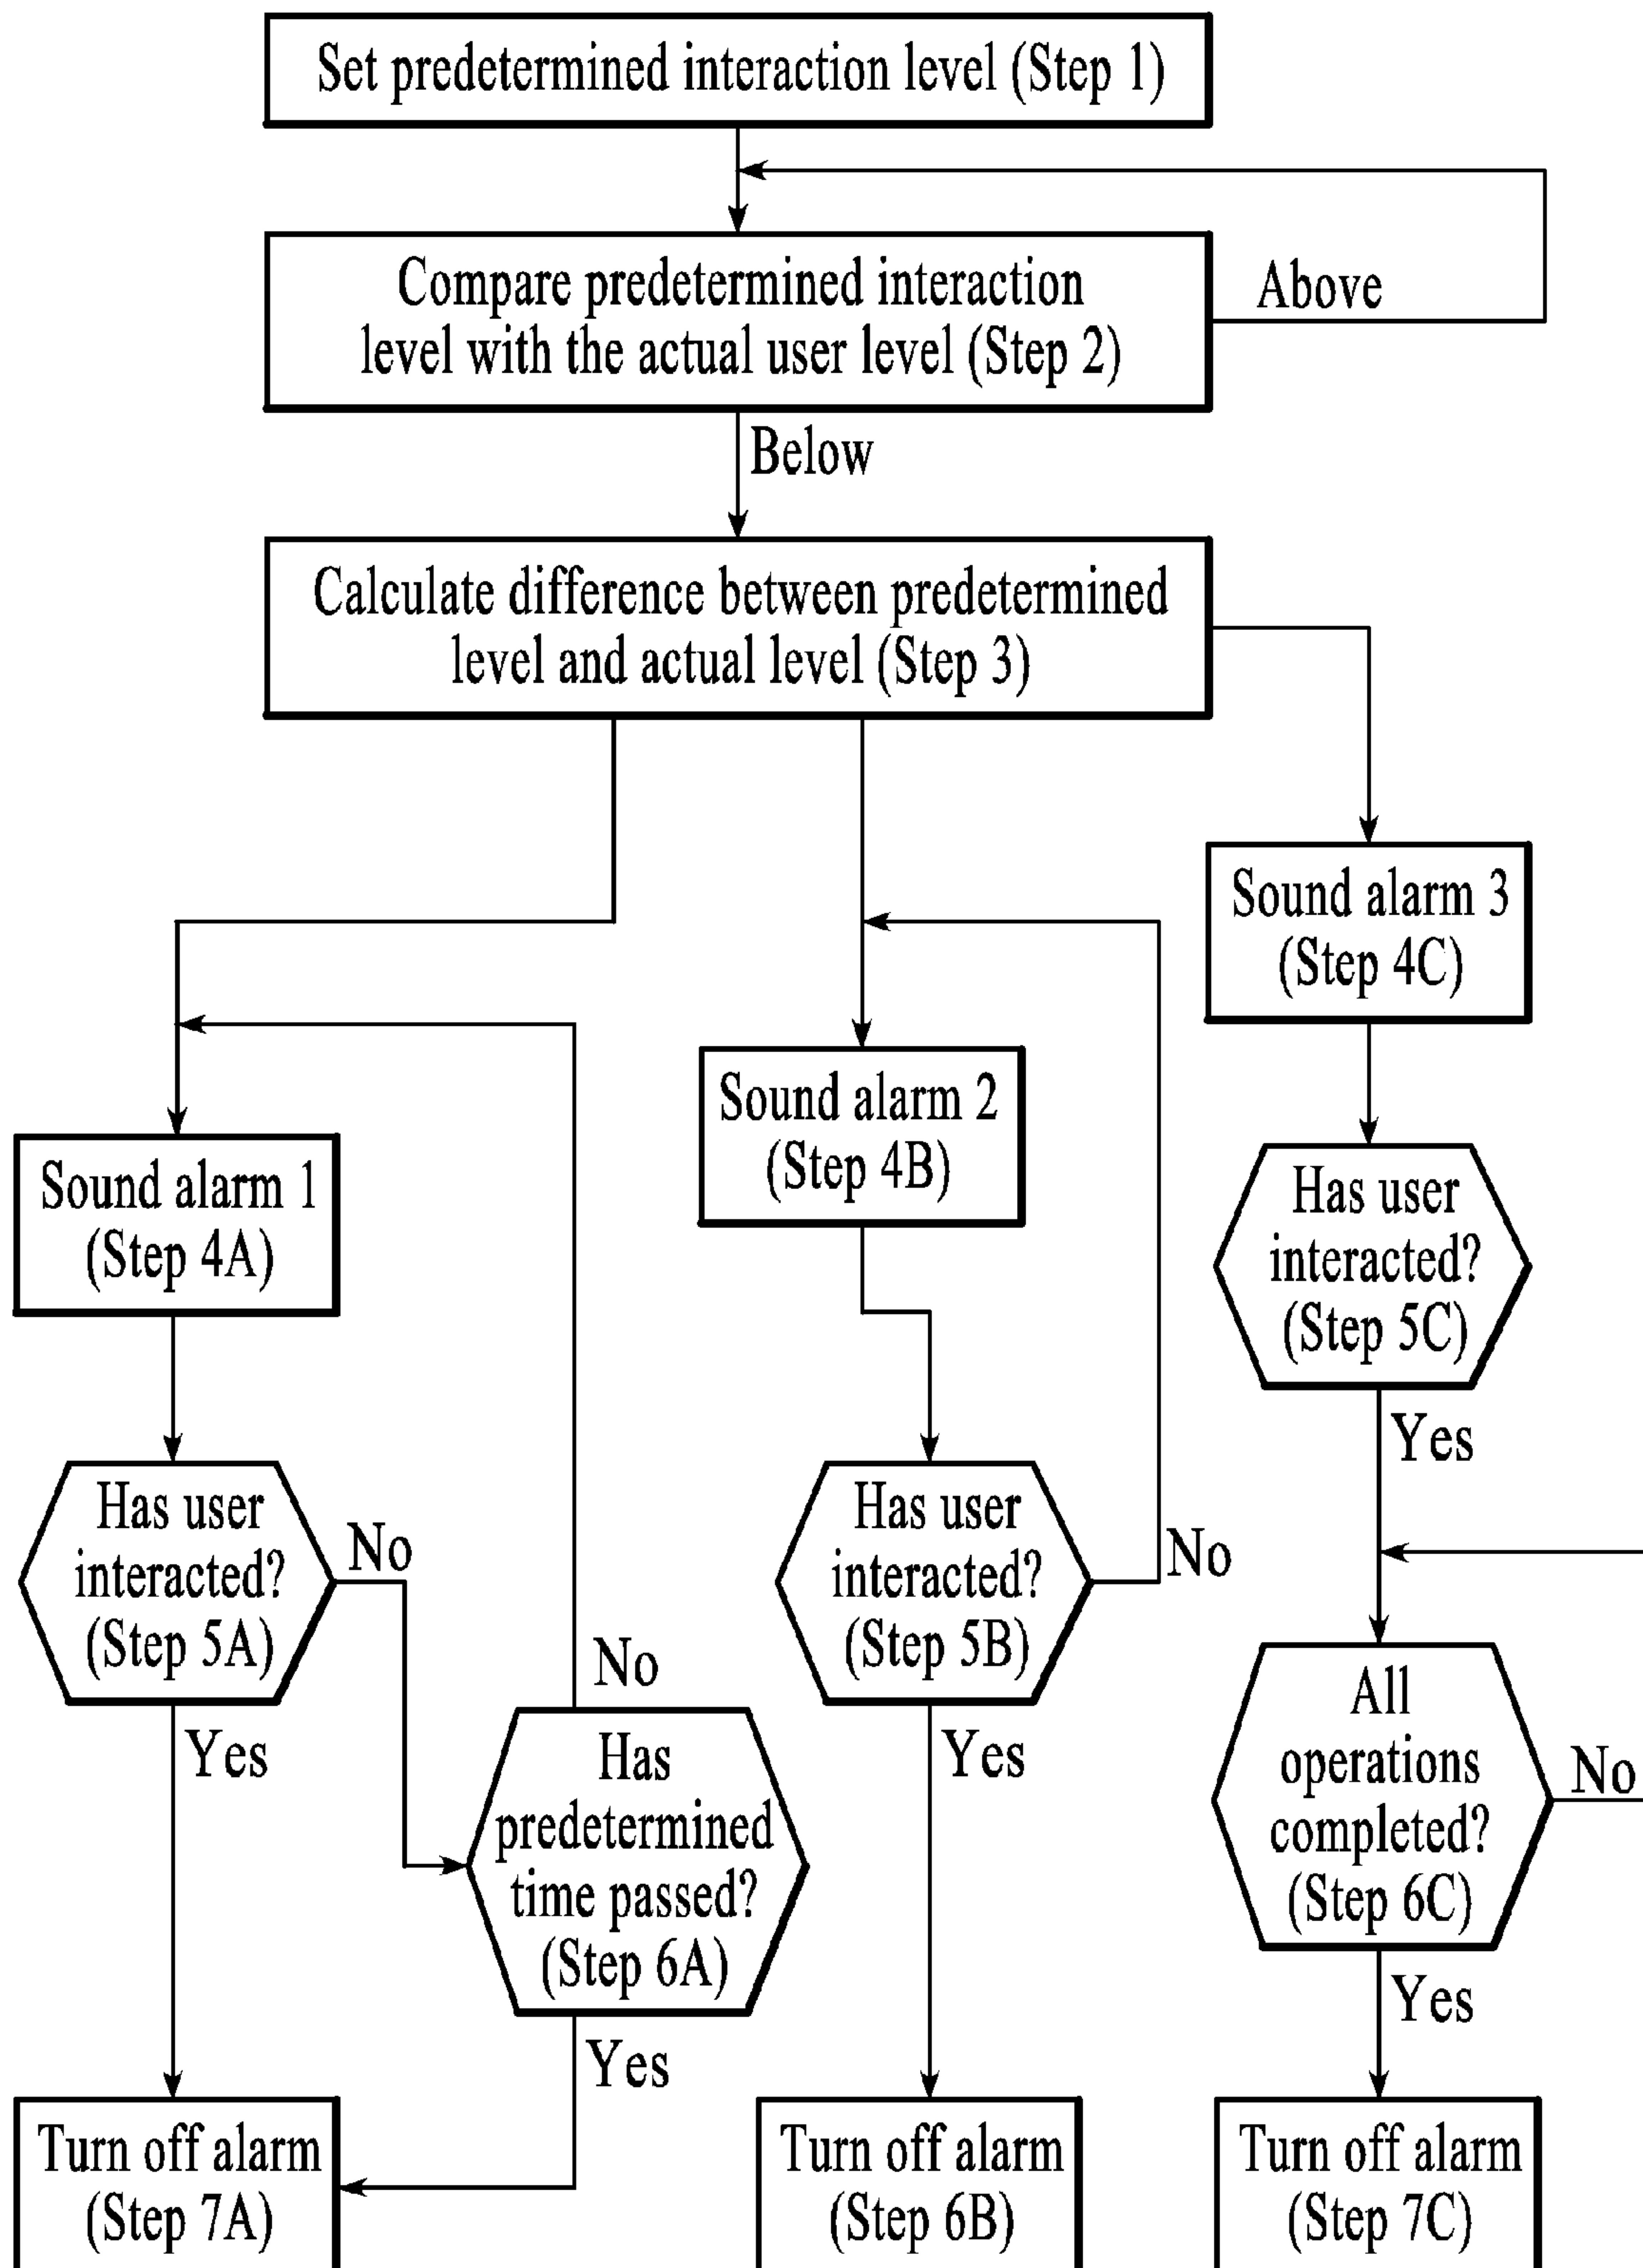 Set predetermined interaction level (Step 1)
Compare predetermined interaction
level with the actual user level (Step 2)
Above
Below
Calculate difference between predetermined
level and actual level (Step 3)
Sound alarm 3
(Step 4C)
Sound alarm 2
(Step 4B)
Sound alarm 1
(Step 4A)
Has user
interacted?
(Step 5C)
Yes
Has user
interacted?
(Step 5A)
No
Has user
interacted?
(Step 5B)
No
No
Yes
Has
predetermined
time passed?
(Step 6A)
Yes
All
operations
completed?
(Step 6C)
No
Yes
Yes
Turn off alarm
(Step 7A)
Turn off alarm
(Step 6B)
Turn off alarm
(Step 7C)